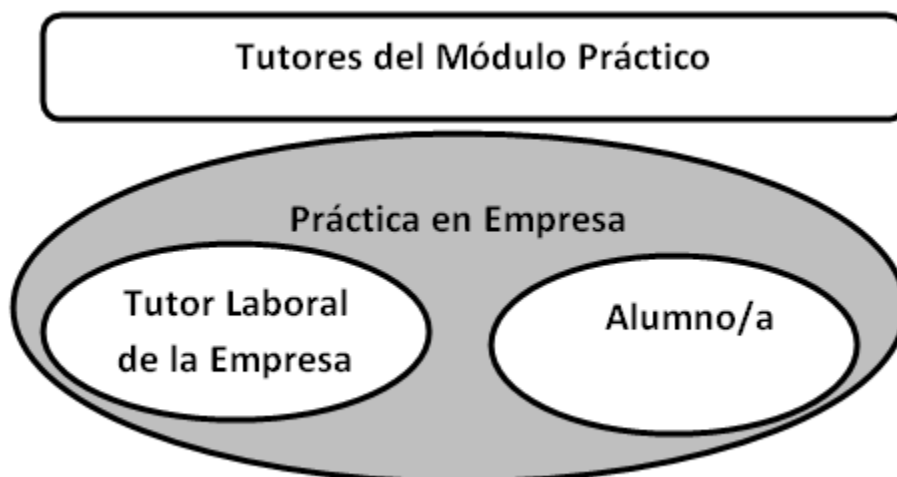 Tutores del Módulo Práctico
Práctica en Empresa
Tutor Laboral
de la Empresa
Alumno/a